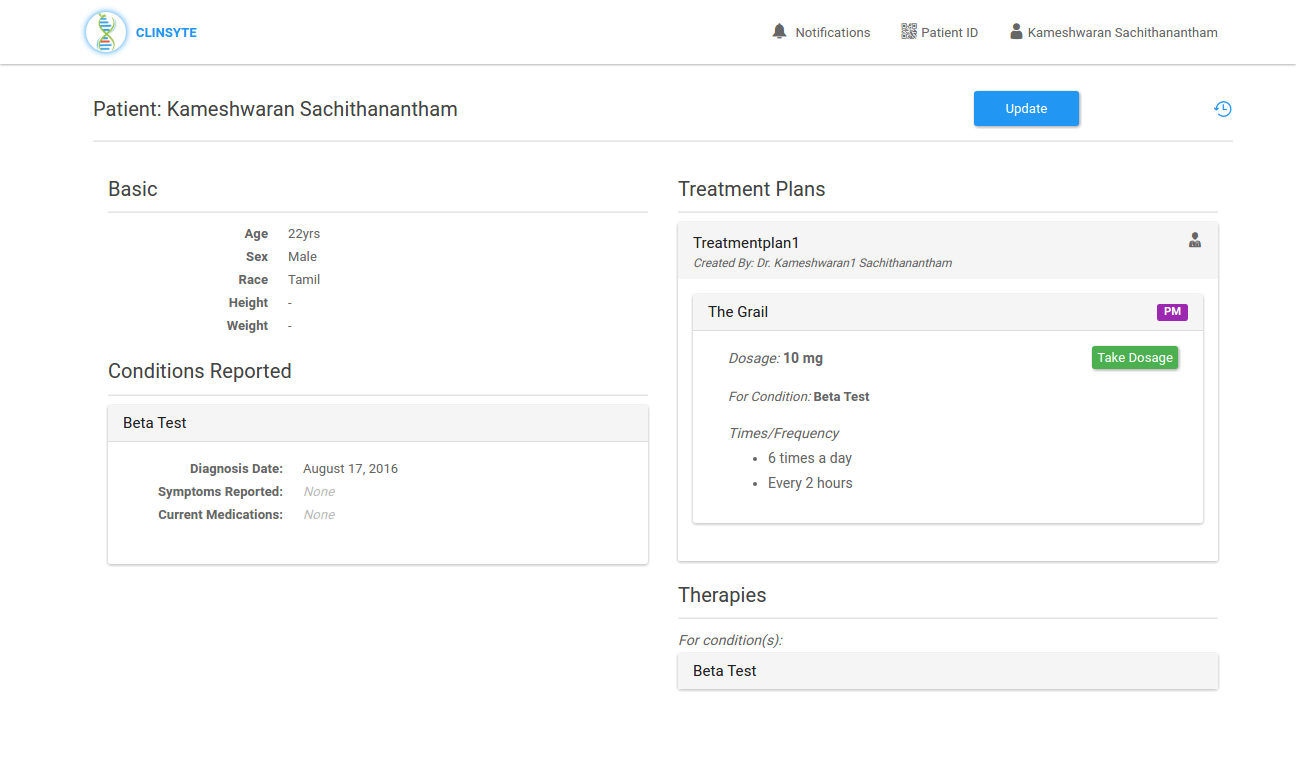 CLINSYTE
Notifications
Patient ID
Kameshwaran Sachithanantham
Patient: Kameshwaran Sachithanantham
Update
Basic
Age 22yrs
Sex Male
Race Tamil
Height -
Weight -
Conditions Reported
Beta Test
Diagnosis Date: August 17, 2016
Symptoms Reported: None
Current Medications: None
Treatment Plans
Treatmentplan1
Created By: Dr. Kameshwaran1 Sachithanantham
The Grail PM
Dosage: 10 mg Take Dosage
For Condition: Beta Test
Times/Frequency
• 6 times a day
• Every 2 hours
Therapies
For condition(s):
Beta Test